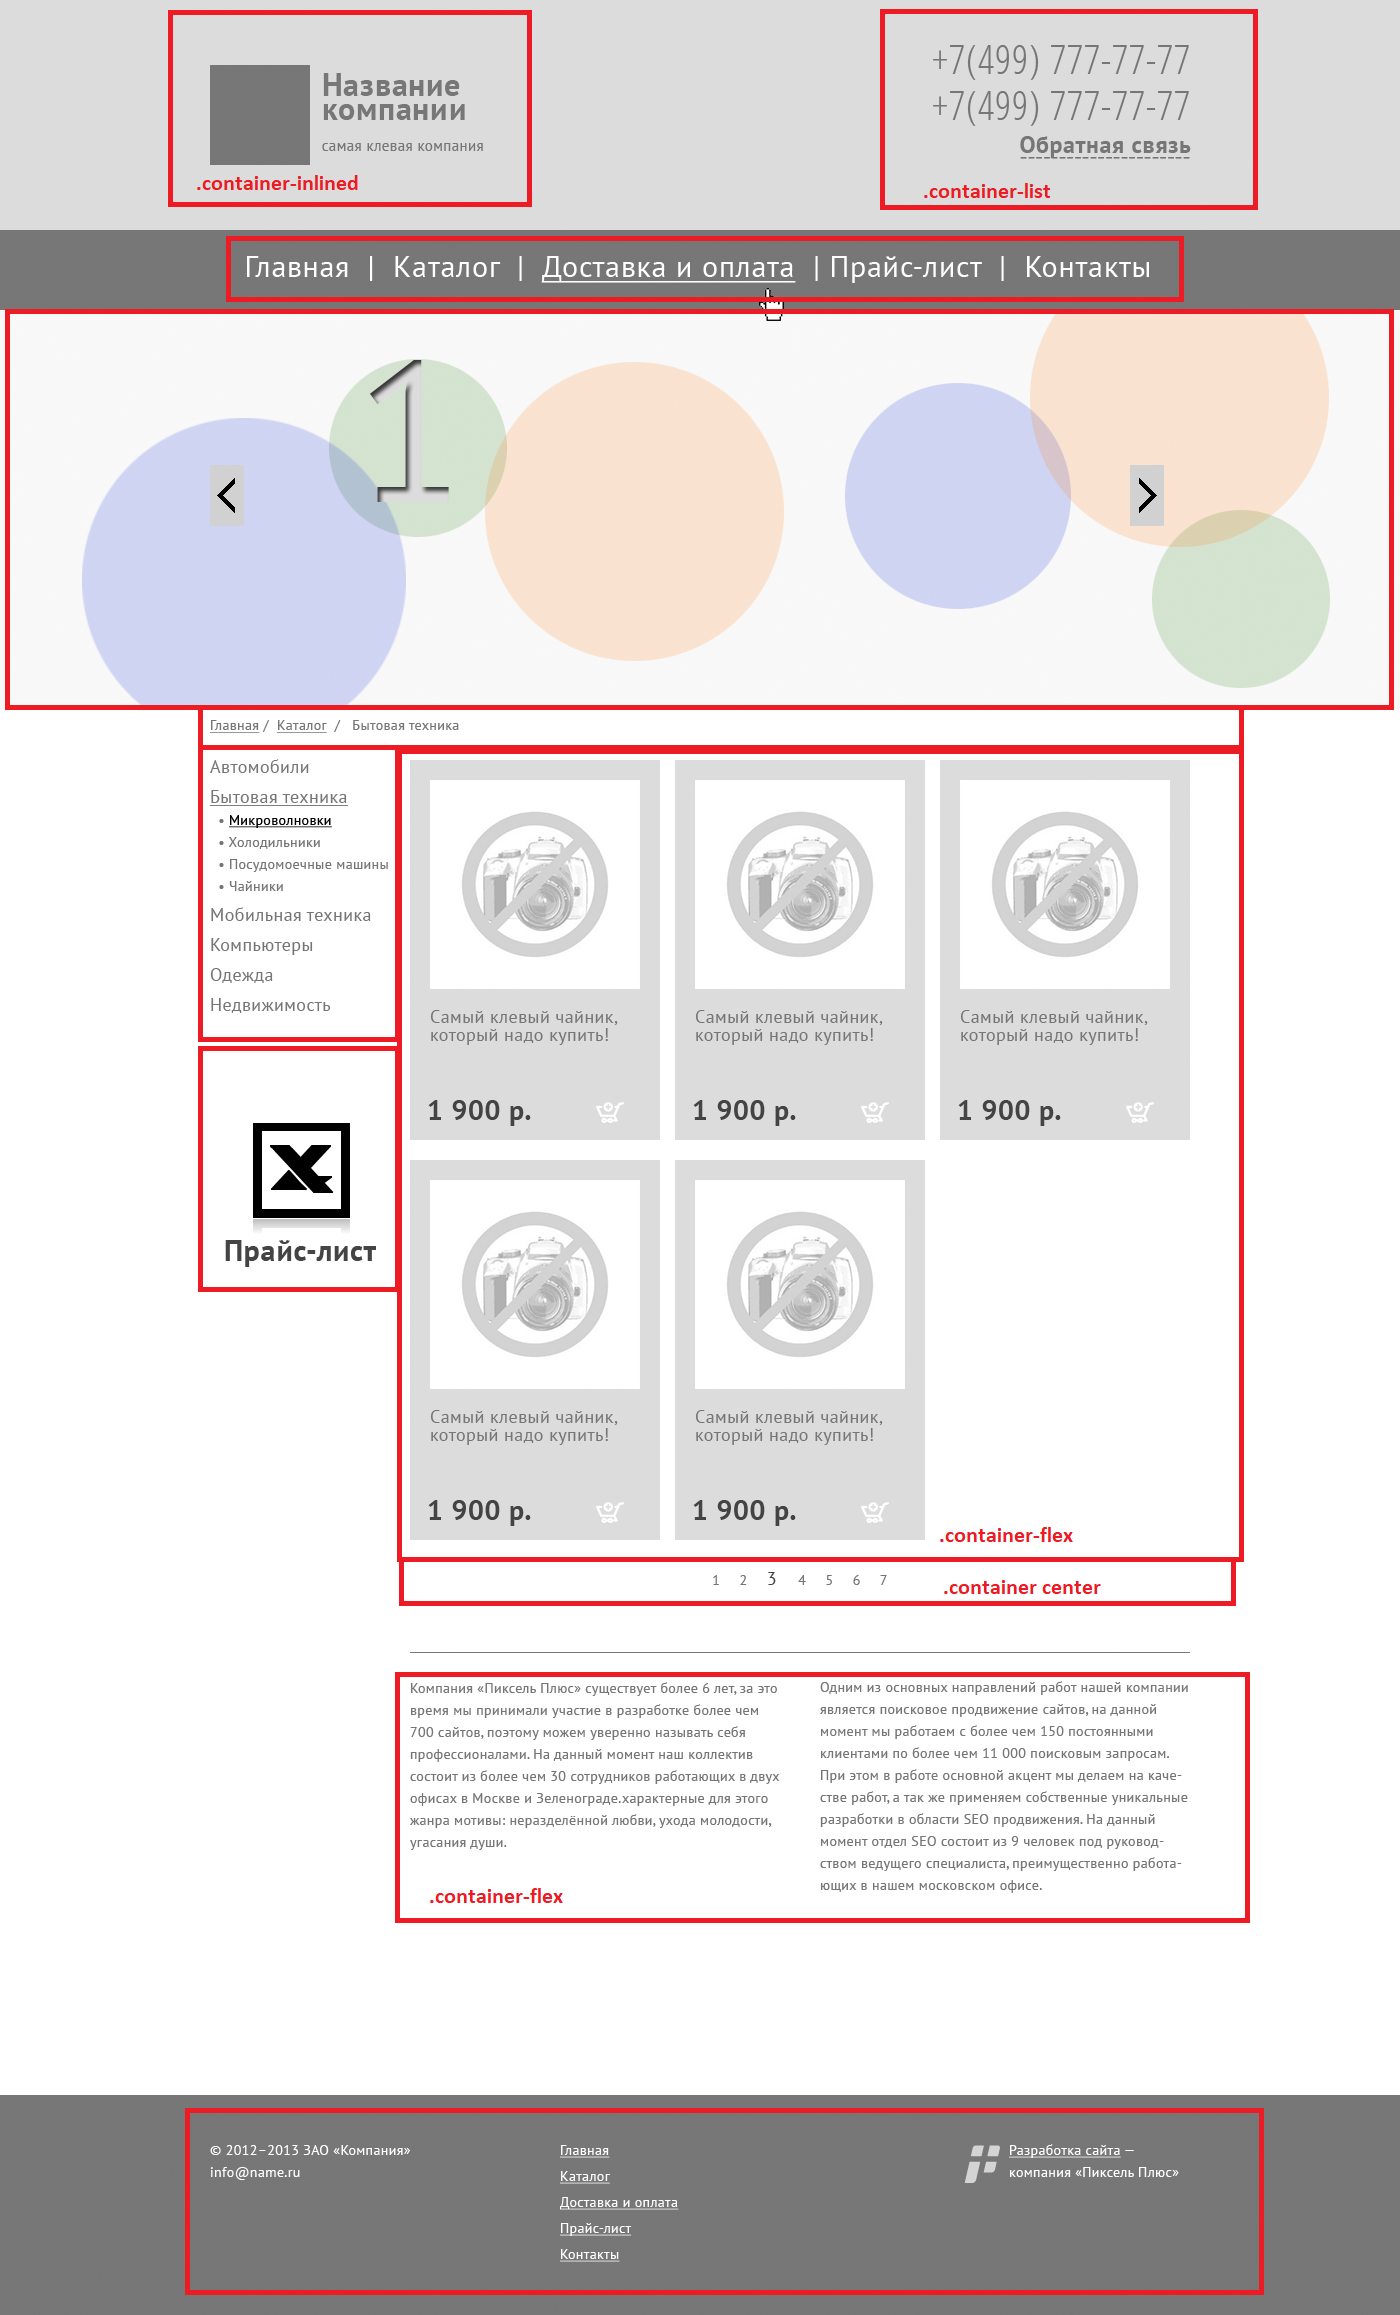 Название
компании
самая клевая компания
.container-inlined
+7(499) 777-77-77
+7(499) 777-77-77
Обратная связь
.container-list
Главная | Каталог | Доставка и оплата | Прайс-лист | Контакты
1
Главная / Каталог / Бытовая техника
Автомобили
Бытовая техника
• Микроволновки
• Холодильники
• Посудомоечные машины
• Чайники
Мобильная техника
Компьютеры
Одежда
Недвижимость
Прайс-лист
Самый клевый чайник,
который надо купить!
1 900 р.
Самый клевый чайник,
который надо купить!
1 900 р.
Самый клевый чайник,
который надо купить!
1 900 р.
Самый клевый чайник,
который надо купить!
1 900 р.
Самый клевый чайник,
который надо купить!
1 900 р.
.container-flex
1 2 3 4 5 6 7
.container center
Компания «Пиксель Плюс» существует более 6 лет, за это
время мы принимали участие в разработке более чем
700 сайтов, поэтому можем уверенно называть себя
профессионалами. На данный момент наш коллектив
состоит из более чем 30 сотрудников работающих в двух
офисах в Москве и Зеленограде.характерные для этого
жанра мотивы: неразделённой любви, ухода молодости,
угасания души.
.container-flex
Одним из основных направлений работ нашей компании
является поисковое продвижение сайтов, на данной
момент мы работаем с более чем 150 постоянными
клиентами по более чем 11 000 поисковым запросам.
При этом в работе основной акцент мы делаем на каче-
стве работ, а так же применяем собственные уникальные
разработки в области SEO продвижения. На данный
момент отдел SEO состоит из 9 человек под руковод-
ством ведущего специалиста, преимущественно работа-
ющих в нашем московском офисе.
© 2012–2013 ЗАО «Компания»
info@name.ru
Главная
Каталог
Доставка и оплата
Прайс-лист
Контакты
Разработка сайта —
компания «Пиксель Плюс»